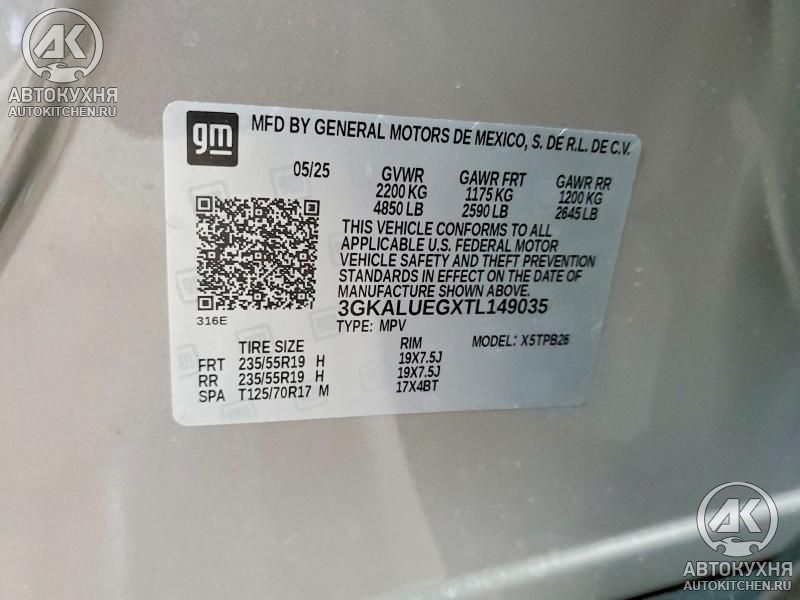 AK
АВТОКУХНЯ
AUTOKITCHEN.RU
gm
MFD BY GENERAL MOTORS DE MEXICO, S. DE R.L. DE C.V.
05/25 GVWR GAWR FRT GAWR RR
2200 KG 1175 KG 1200 KG
4850 LB 2590 LB 2645 LB
THIS VEHICLE CONFORMS TO ALL
APPLICABLE U.S. FEDERAL MOTOR
VEHICLE SAFETY AND THEFT PREVENTION
STANDARDS IN EFFECT ON THE DATE OF
MANUFACTURE SHOWN ABOVE.
316E 3GKALUEGXTL149035
TYPE: MPV MODEL: X5TPB26
TIRE SIZE RIM
FRT 235/55R19 H 19X7.5J
RR 235/55R19 H 19X7.5J
SPA T125/70R17 M 17X4BT
AK
АВТОКУХНЯ
AUTOKITCHEN.RU